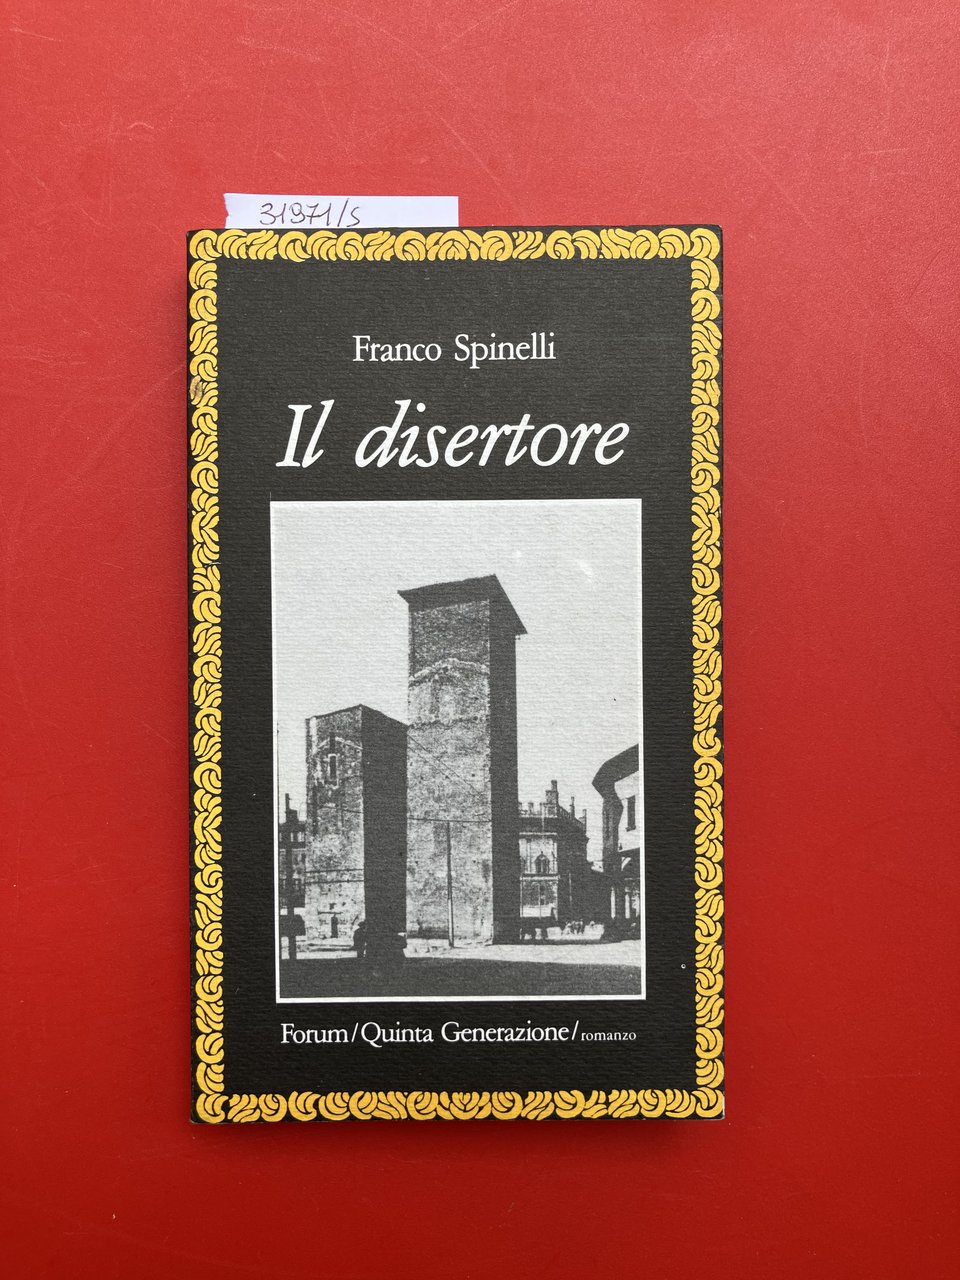 31971/s
Franco Spinelli
Il disertore
Forum/Quinta Generazione/romanzo